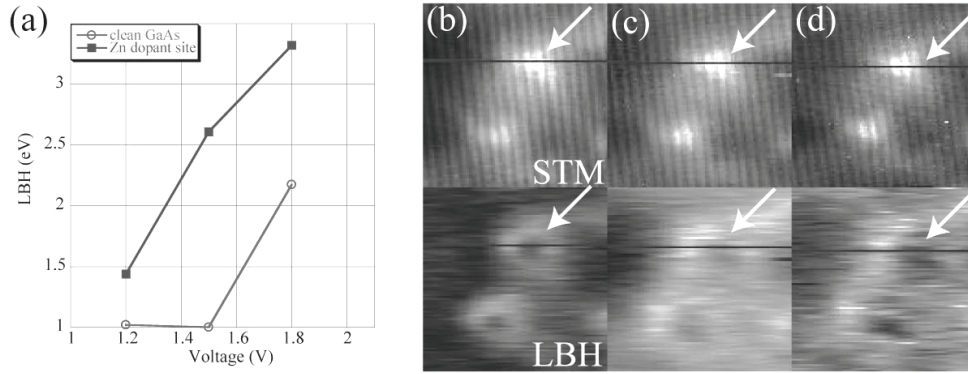 (a)
clean GaAs
Zn dopant site
3
2.5
2
1.5
1
LBH (eV)
1
1.2
1.4
1.6
1.8
2
Voltage (V)
(b)
(c)
(d)
STM
LBH